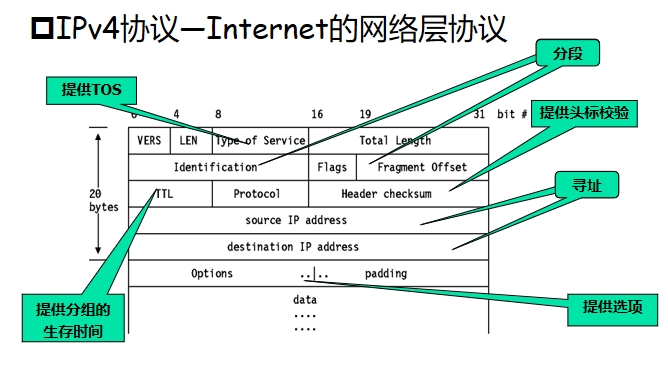 IPv4协议—Internet的网络层协议
分段
提供TOS
0 4 8 16 19 31 bit #
提供头标校验
VERS LEN Type of Service Total Length
Identification Flags Fragment Offset
寻址
20 bytes
TTL Protocol Header checksum
source IP address
destination IP address
Options ..|.. padding
提供分组的
生存时间
提供选项
data
....
....